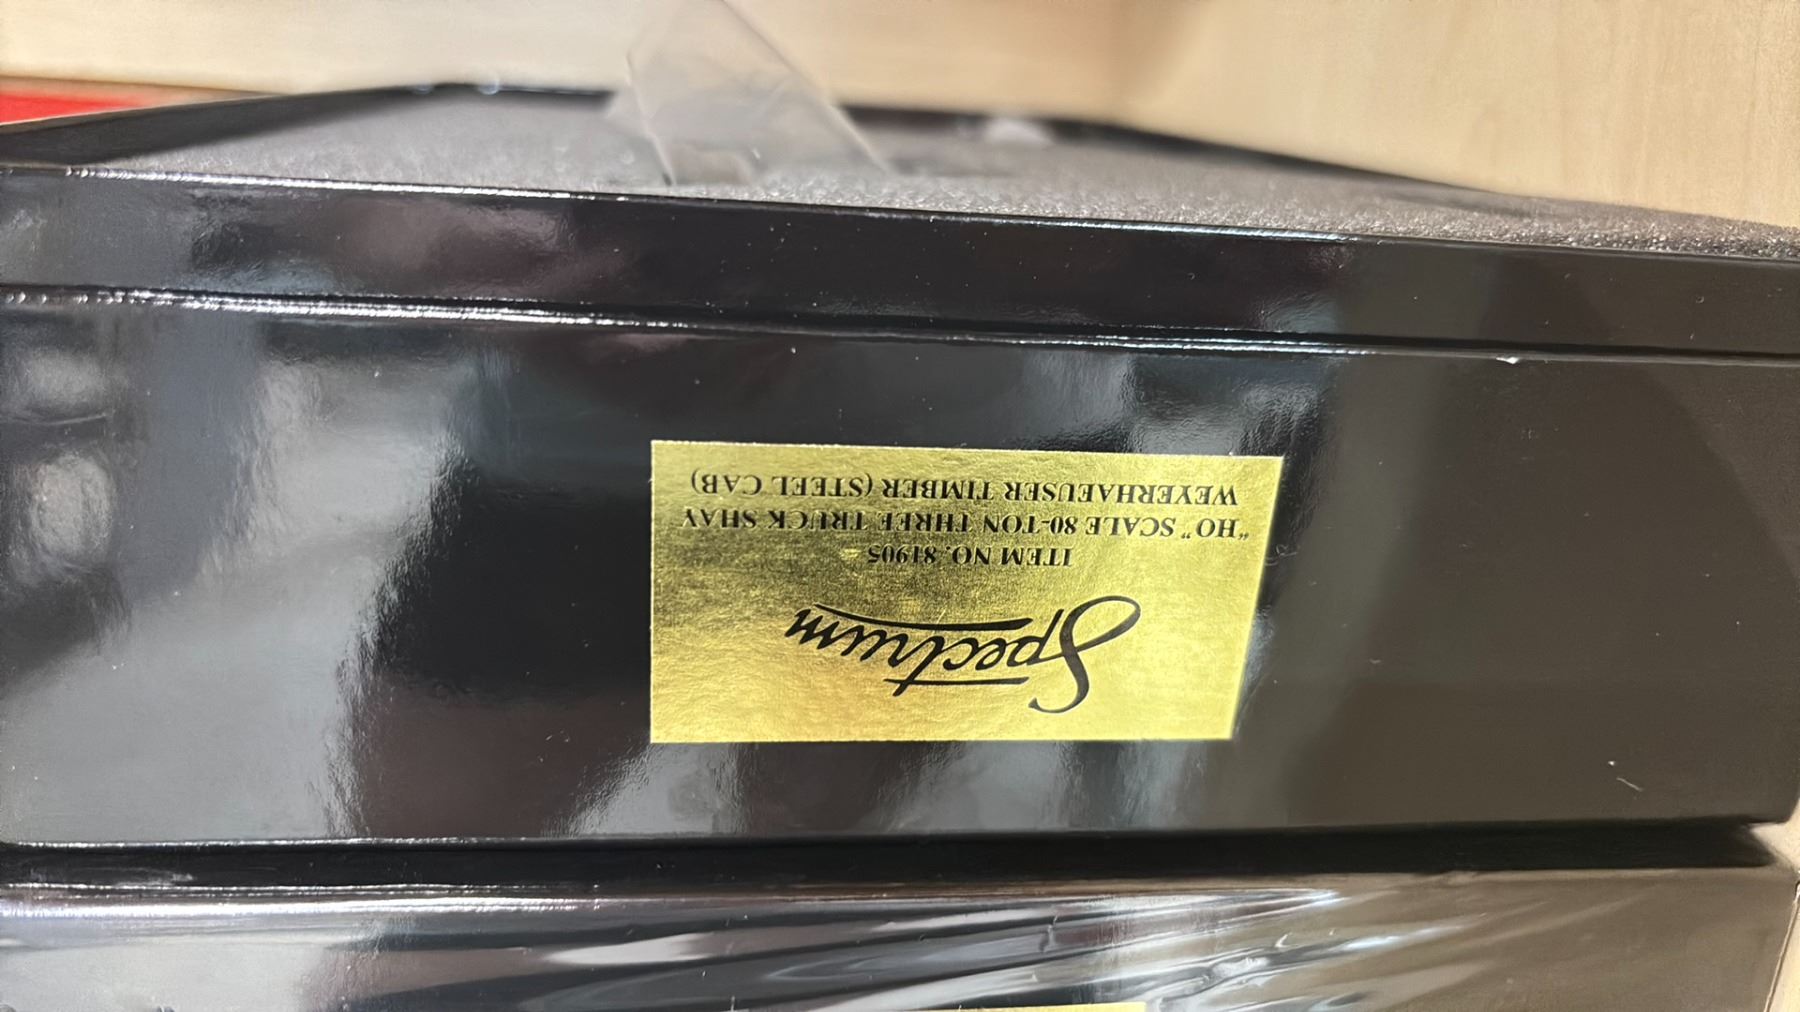 Spectrum
ITEM NO. 81905
"HO" SCALE 80-TON THREE TRUCK SHAY
WEYERHAEUSER TIMBER (STEEL CAB)